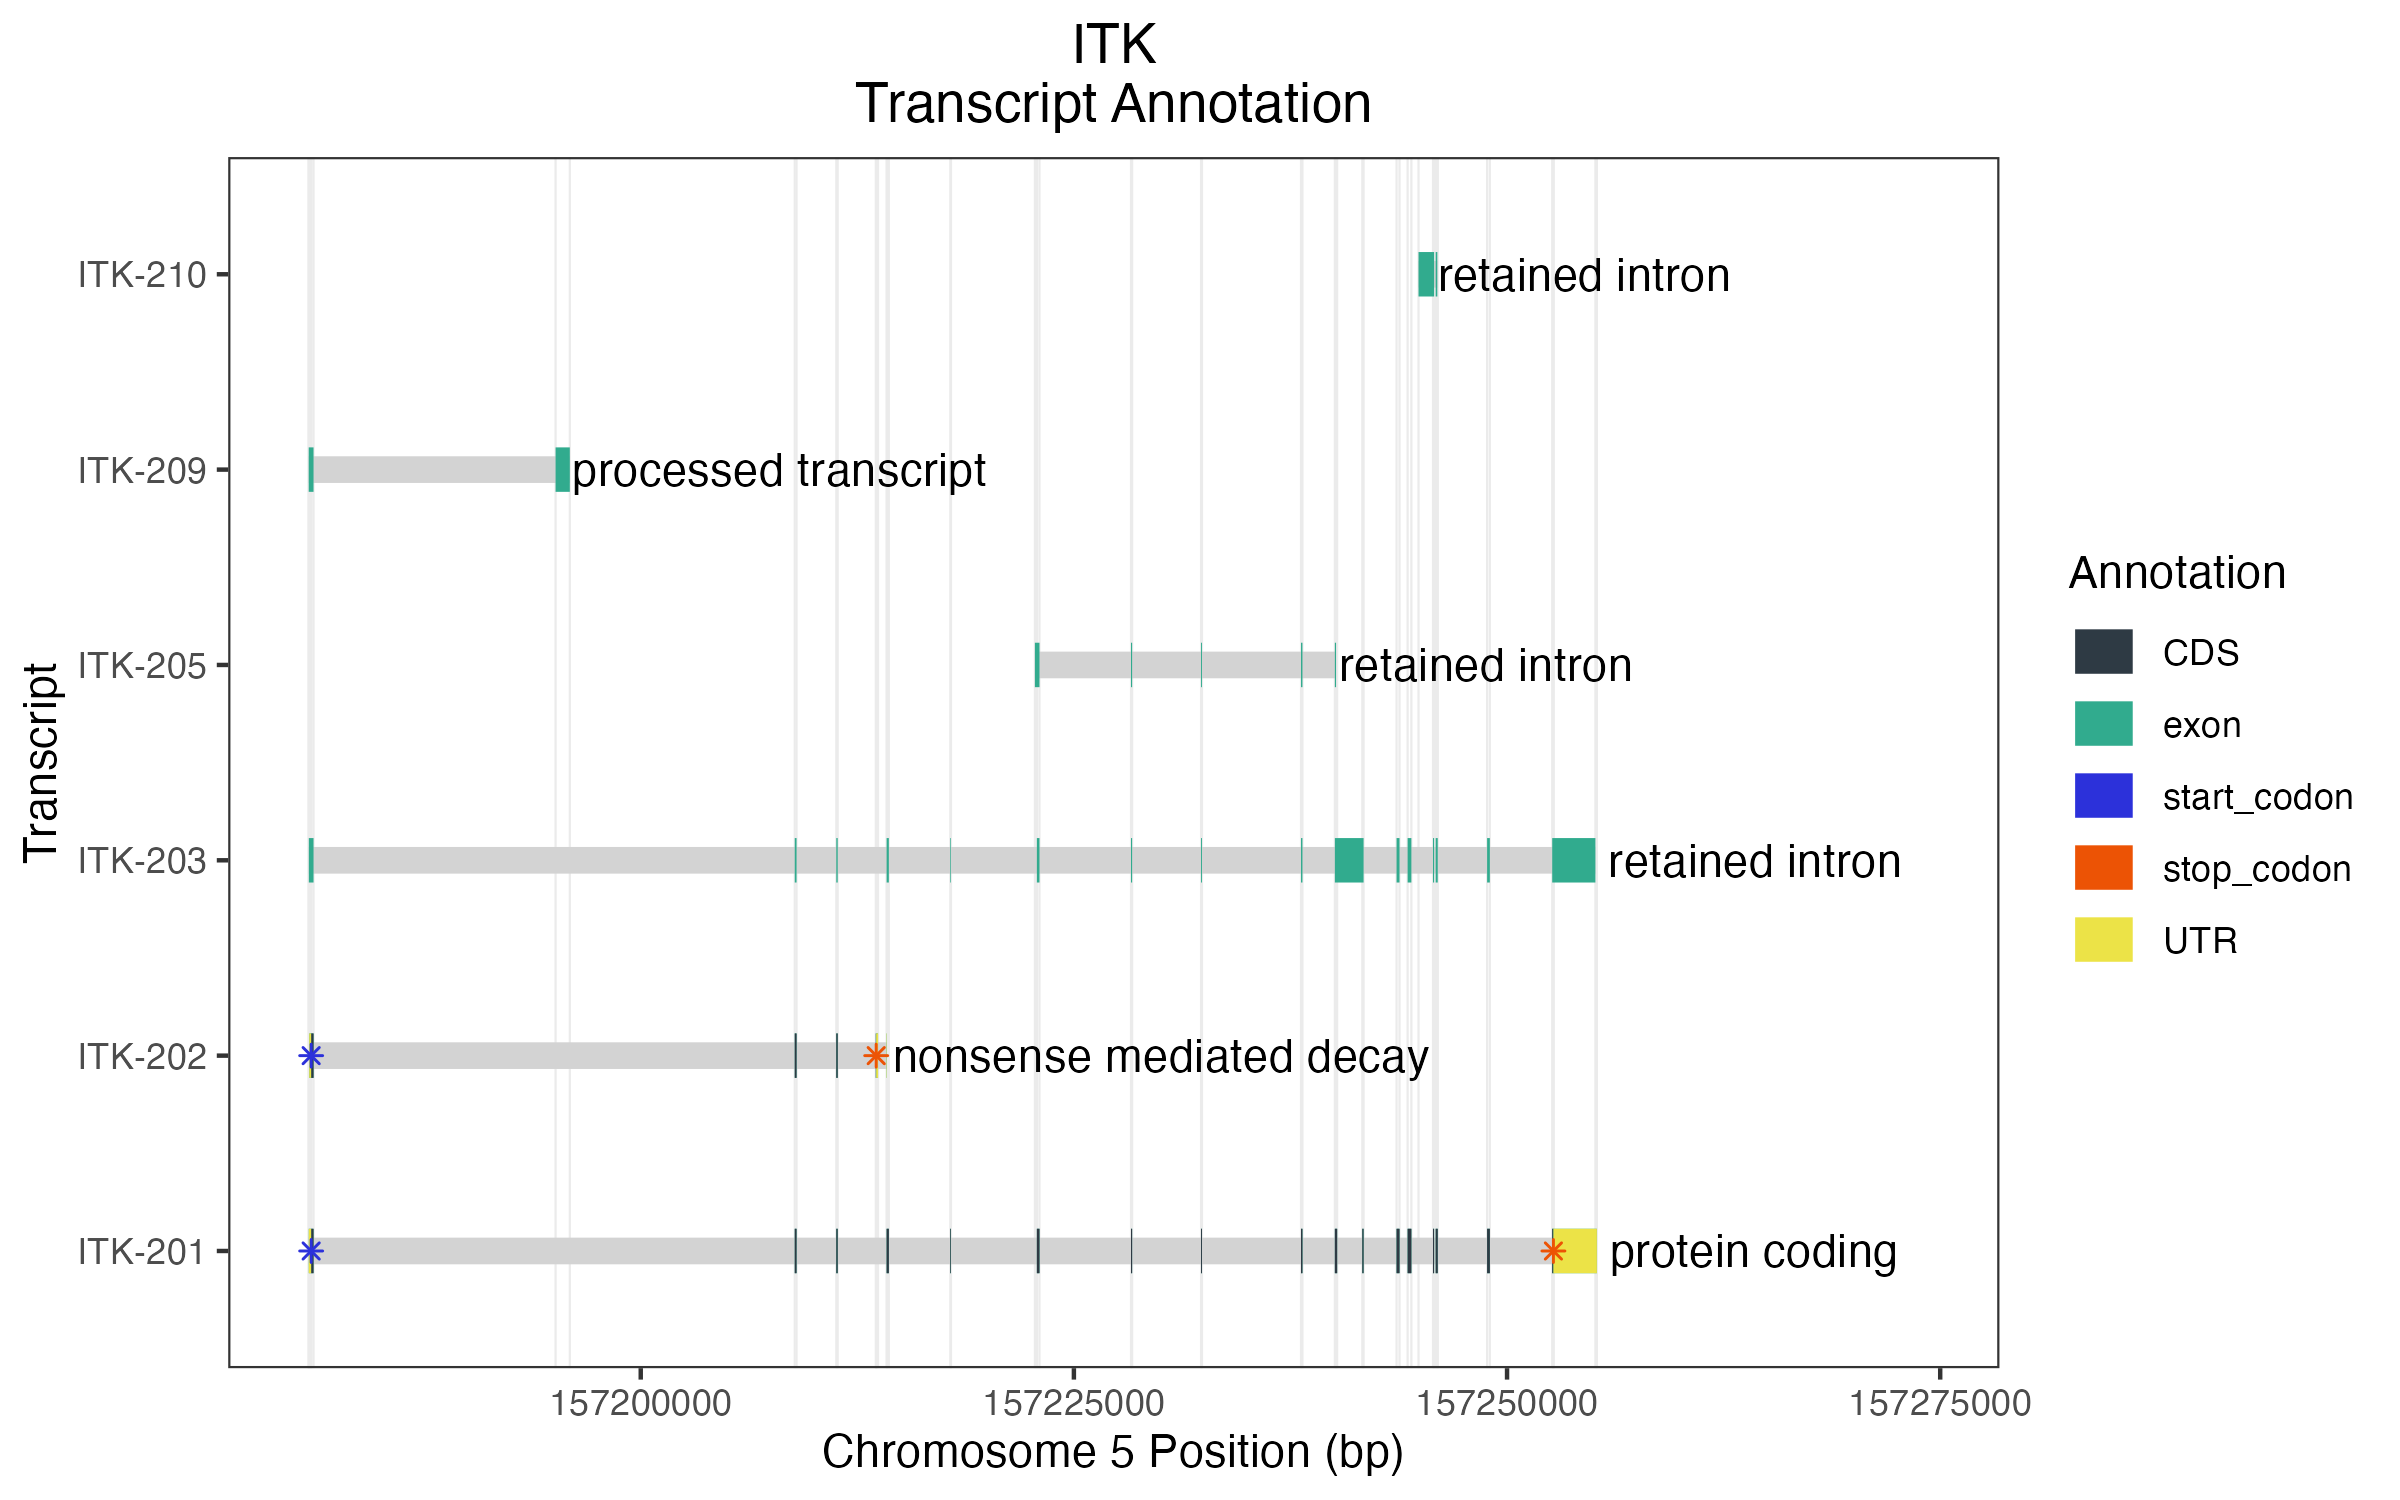 ITK
Transcript Annotation
Transcript
ITK-210
retained intron
ITK-209
processed transcript
ITK-205
retained intron
ITK-203
retained intron
ITK-202
nonsense mediated decay
ITK-201
protein coding
157200000
157225000
157250000
157275000
Chromosome 5 Position (bp)
Annotation
CDS
exon
start_codon
stop_codon
UTR